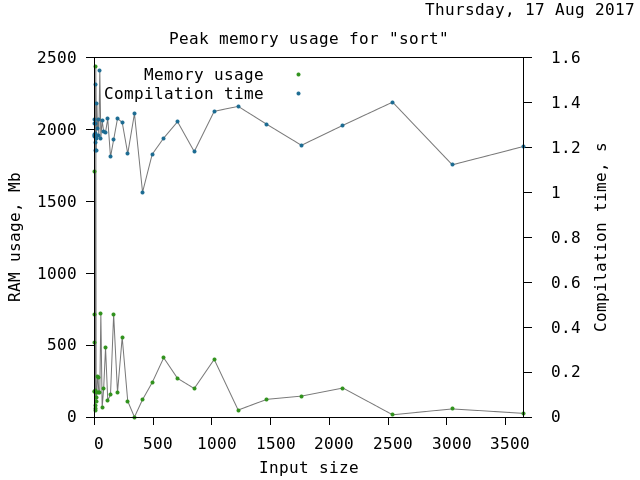 Thursday, 17 Aug 2017
Peak memory usage for "sort"
Memory usage
Compilation time
2500
2000
1500
1000
500
0
1.6
1.4
1.2
1
0.8
0.6
0.4
0.2
0
RAM usage, Mb
Compilation time, s
0 500 1000 1500 2000 2500 3000 3500
Input size